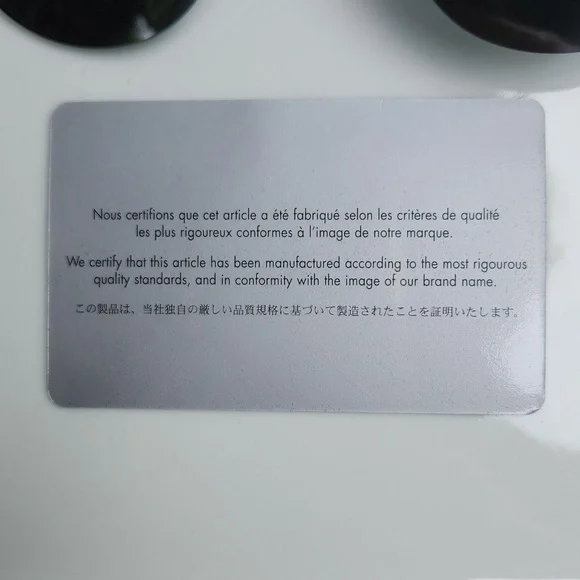 Nous certifions que cet article a été fabriqué selon les critères de qualité
les plus rigoureux conformes à l'image de notre marque.
We certify that this article has been manufactured according to the most rigourous
quality standards, and in conformity with the image of our brand name.
この製品は、当社独自の厳しい品質規格に基づいて製造されたことを証明いたします。